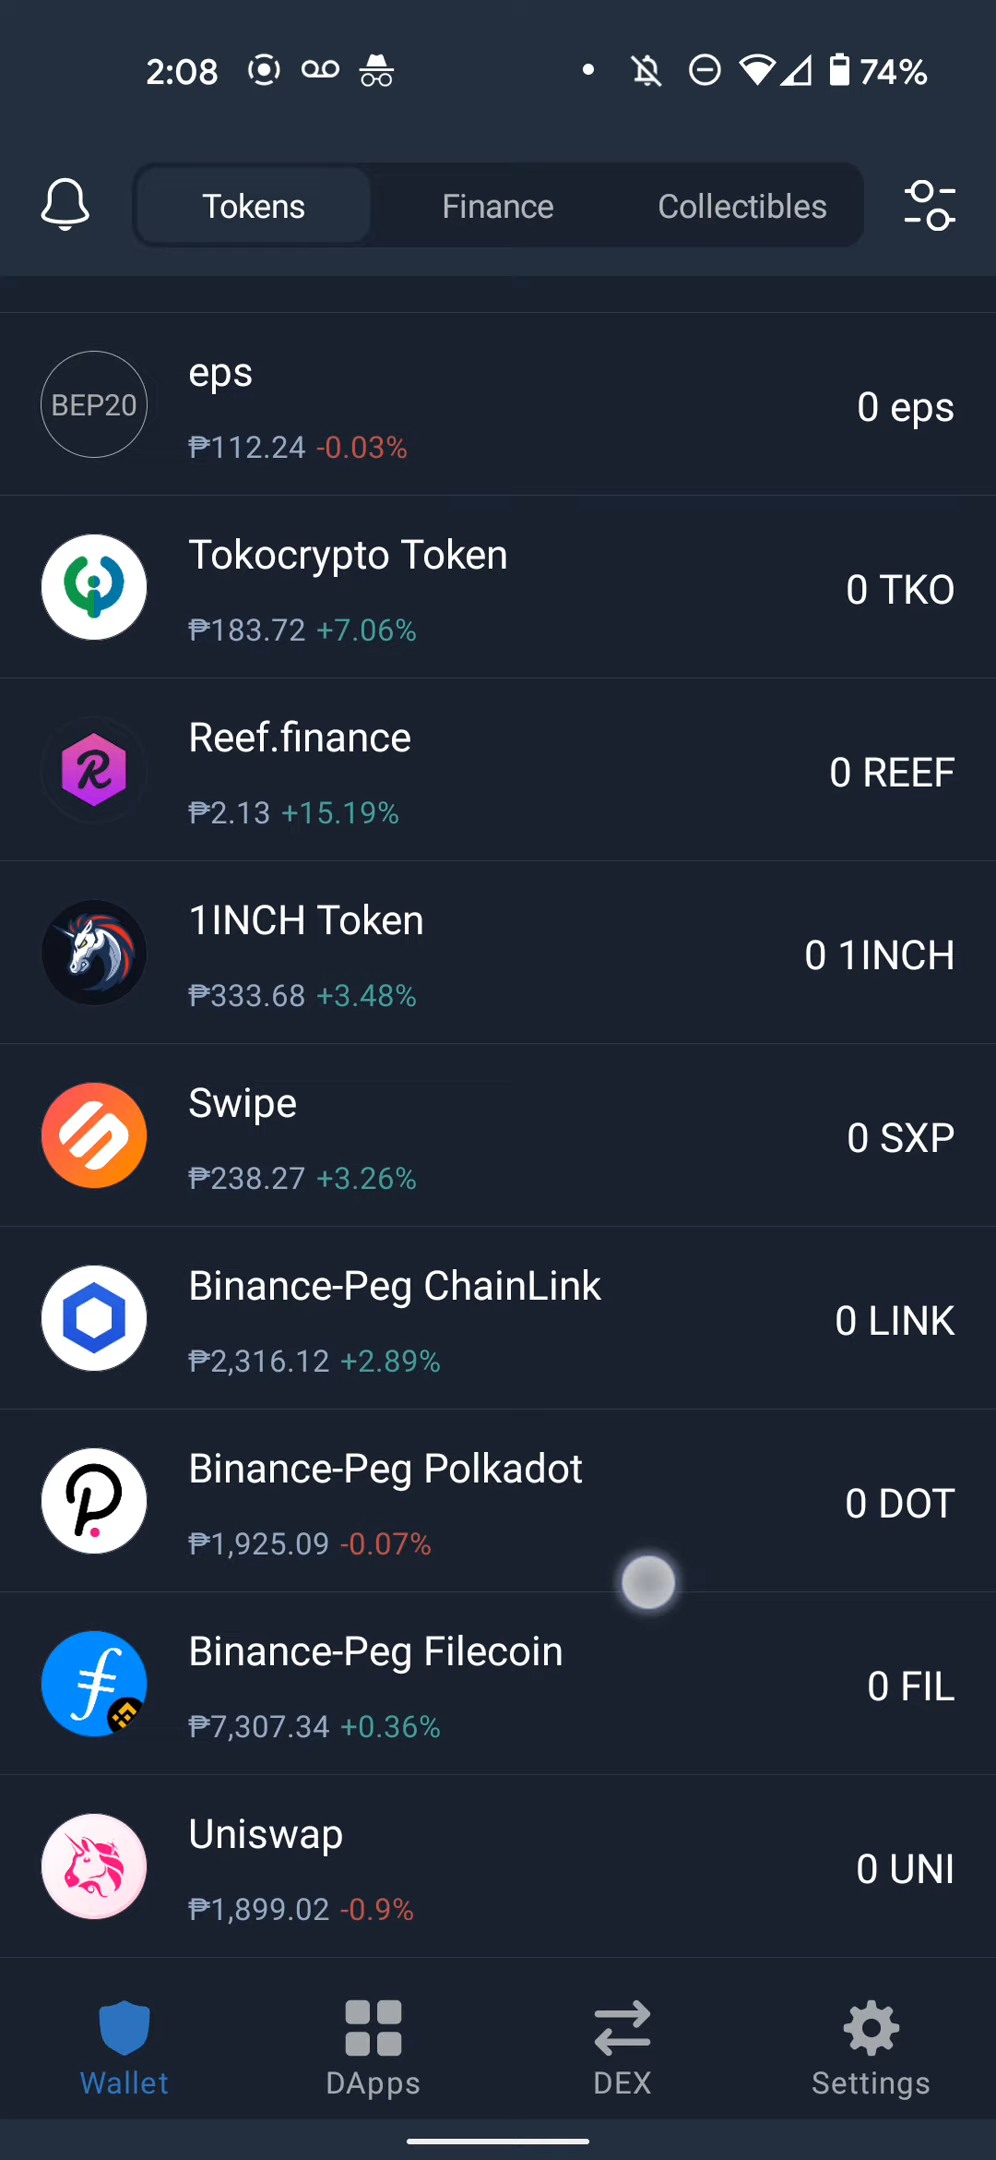 2:08 74%
Tokens Finance Collectibles
eps
BEP20
0 eps
₱112.24 -0.03%
Tokocrypto Token
0 TKO
₱183.72 +7.06%
Reef.finance
0 REEF
₱2.13 +15.19%
1INCH Token
0 1INCH
₱333.68 +3.48%
Swipe
0 SXP
₱238.27 +3.26%
Binance-Peg ChainLink
0 LINK
₱2,316.12 +2.89%
Binance-Peg Polkadot
0 DOT
₱1,925.09 -0.07%
Binance-Peg Filecoin
0 FIL
₱7,307.34 +0.36%
Uniswap
0 UNI
₱1,899.02 -0.9%
Wallet DApps DEX Settings